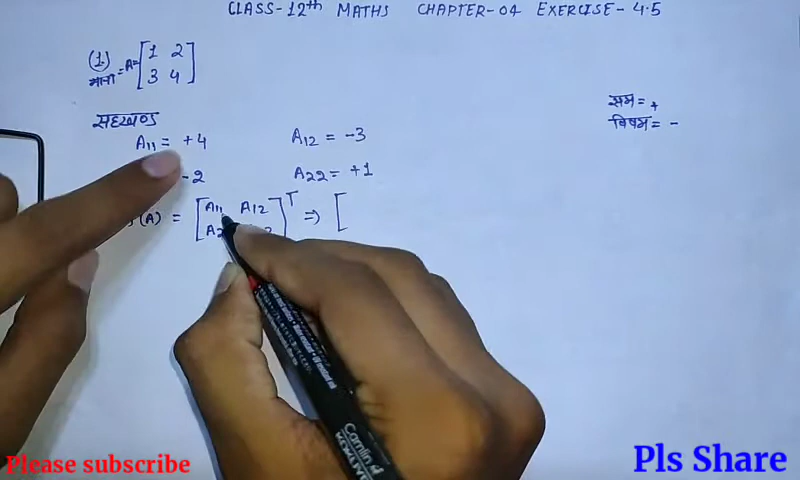 CLASS-12th MATHS CHAPTER-04 EXERCISE-4.5
(1.) माना = A = [1 2
3 4]
सम = +
विषम = -
सहखण्ड
A11 = +4 A12 = -3
-2 A22 = +1
(A) = [A11 A12 ]T ⇒ [
Camlin
Please subscribe
Pls Share